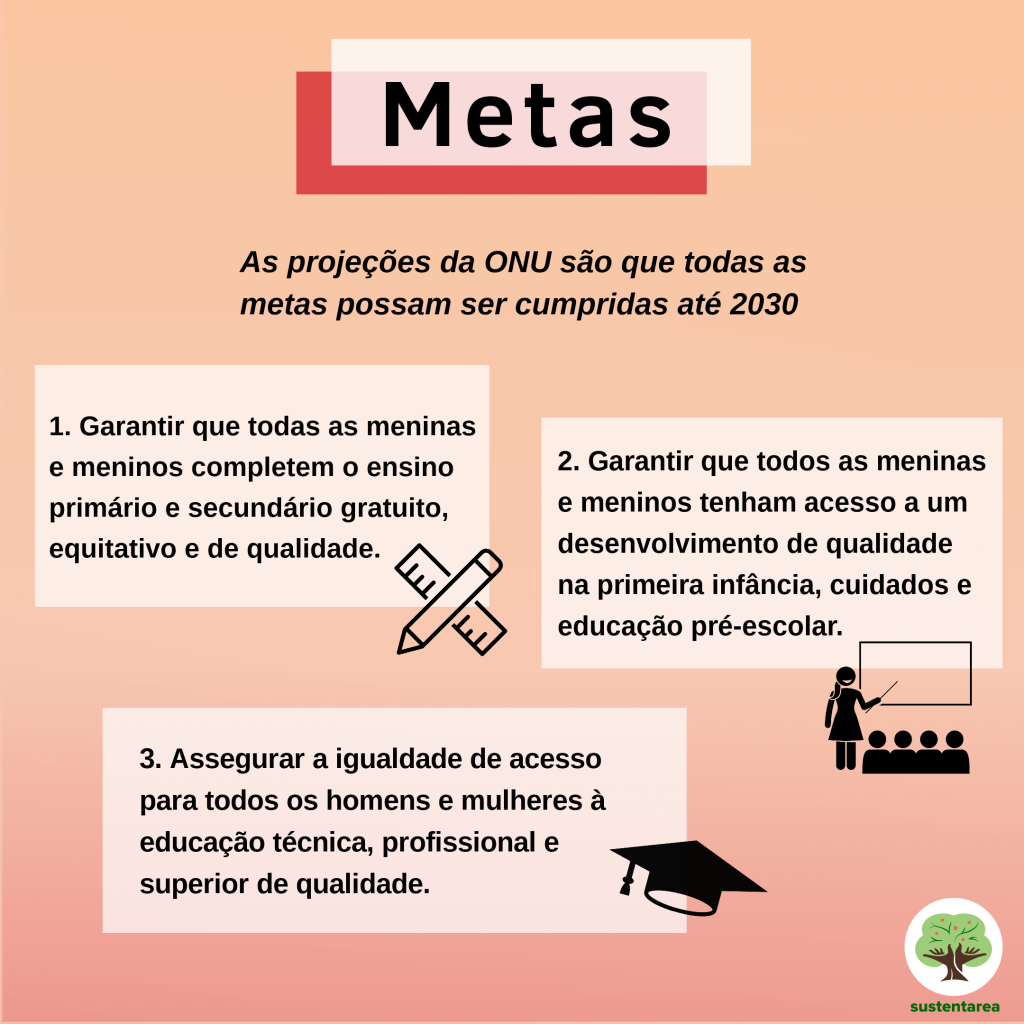 Metas
As projeções da ONU são que todas as
metas possam ser cumpridas até 2030
1. Garantir que todas as meninas
e meninos completem o ensino
primário e secundário gratuito,
equitativo e de qualidade.
2. Garantir que todos as meninas
e meninos tenham acesso a um
desenvolvimento de qualidade
na primeira infância, cuidados e
educação pré-escolar.
3. Assegurar a igualdade de acesso
para todos os homens e mulheres à
educação técnica, profissional e
superior de qualidade.
sustentarea